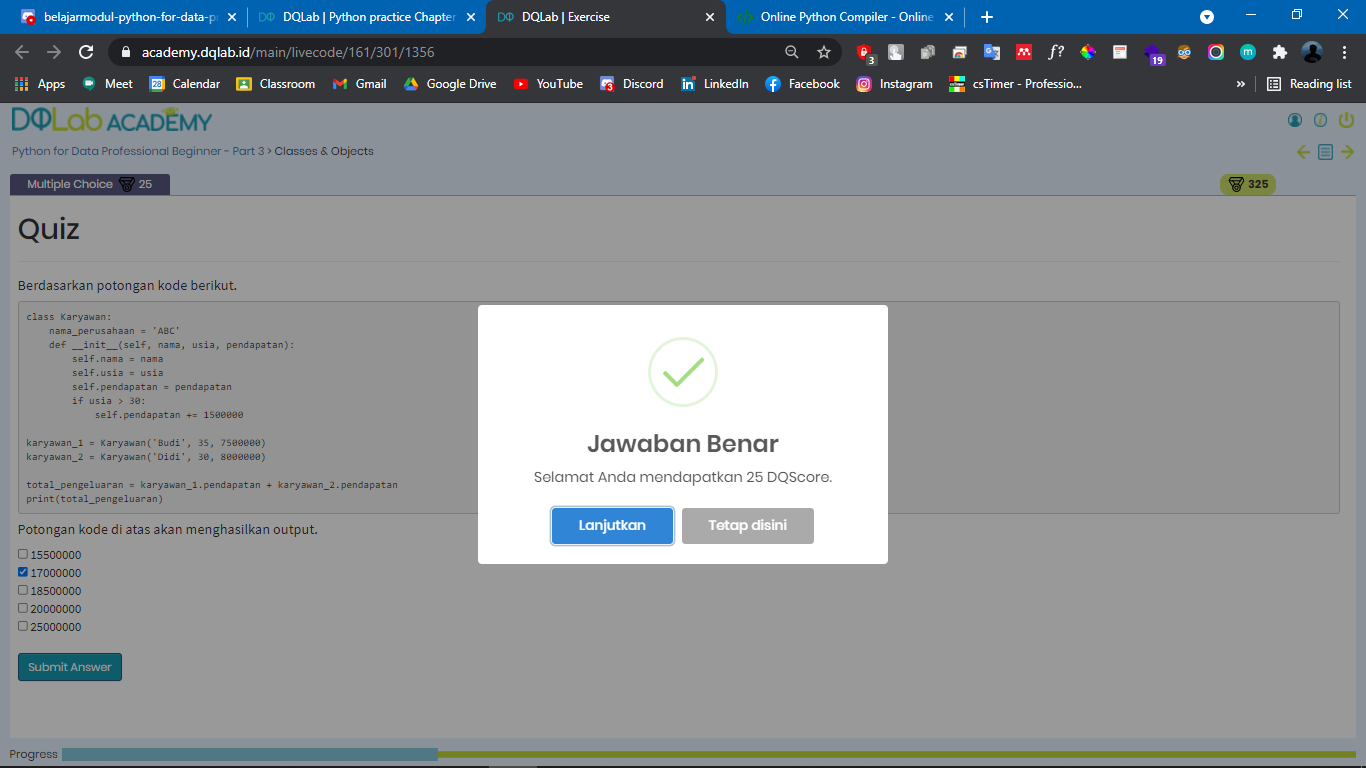 belajarmodul-python-for-data-p
DQLab | Python practice Chapter
DQLab | Exercise
Online Python Compiler - Online
academy.dqlab.id/main/livecode/161/301/1356
3
f?
19
m
Apps
Meet
28
Calendar
Classroom
Gmail
Google Drive
YouTube
3
Discord
LinkedIn
Facebook
Instagram
csTimer - Professio...
»
Reading list
DQLab ACADEMY
Python for Data Professional Beginner - Part 3 > Classes & Objects
Multiple Choice 25
325
Quiz
Berdasarkan potongan kode berikut.
class Karyawan:
    nama_perusahaan = 'ABC'
    def __init__(self, nama, usia, pendapatan):
        self.nama = nama
        self.usia = usia
        self.pendapatan = pendapatan
        if usia > 30:
            self.pendapatan += 1500000
karyawan_1 = Karyawan('Budi', 35, 7500000)
karyawan_2 = Karyawan('Didi', 30, 8000000)
total_pengeluaran = karyawan_1.pendapatan + karyawan_2.pendapatan
print(total_pengeluaran)
Potongan kode di atas akan menghasilkan output.
15500000
17000000
18500000
20000000
25000000
Submit Answer
Jawaban Benar
Selamat Anda mendapatkan 25 DQScore.
Lanjutkan
Tetap disini
Progress